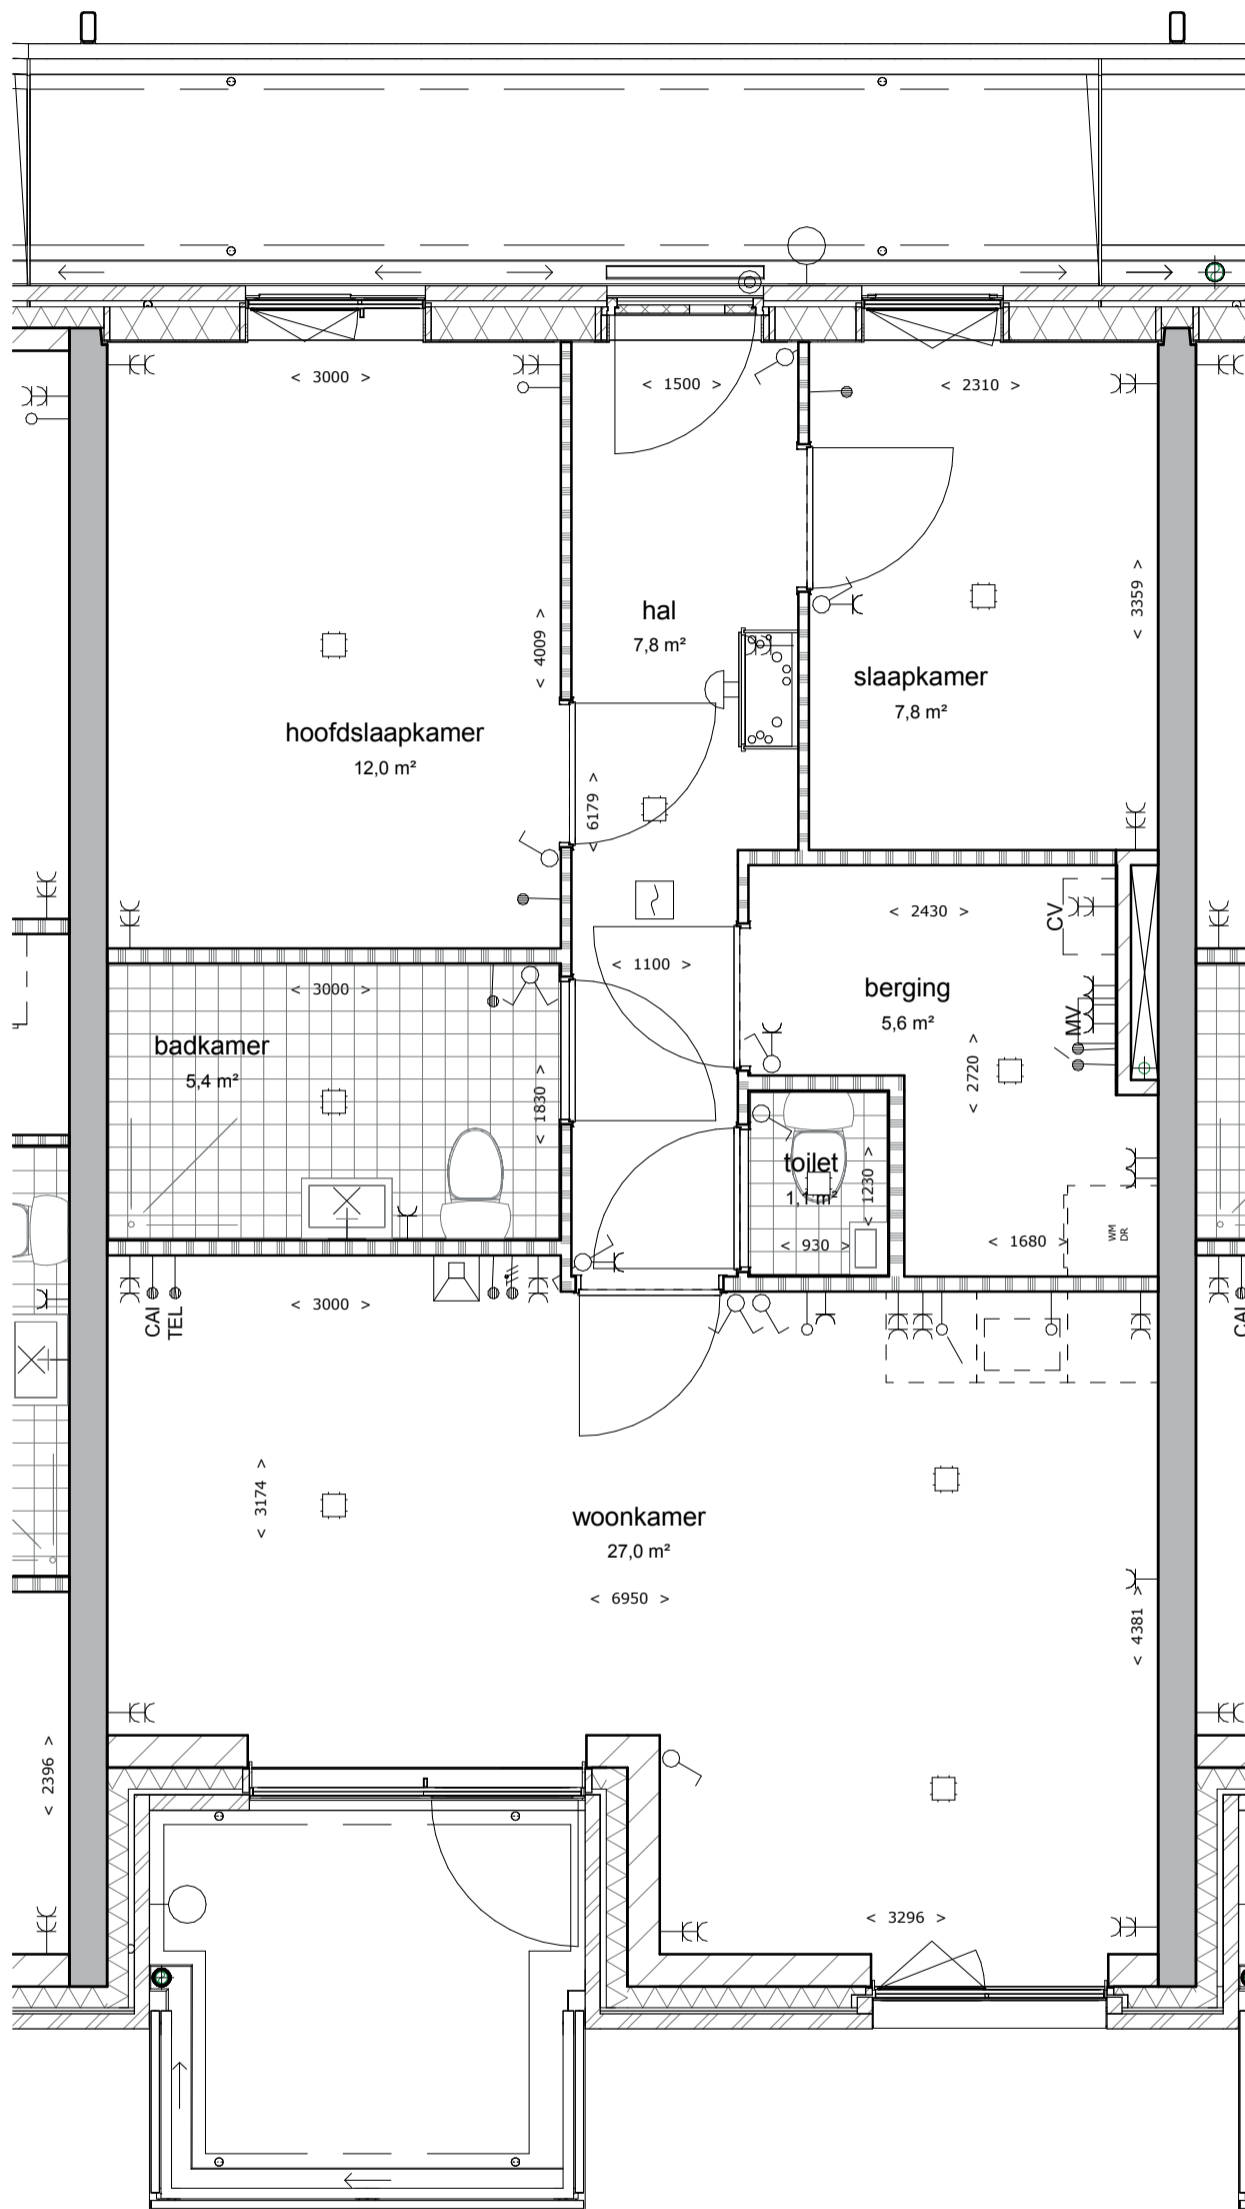 < 3000 >
< 1500 >
< 2310 >
< 3359 >
< 4009 >
hal
7,8 m²
slaapkamer
7,8 m²
hoofdslaapkamer
12,0 m²
< 6179 >
< 2430 >
CV
< 1100 >
< 3000 >
berging
5,6 m²
MV
badkamer
5,4 m²
< 2720 >
< 1830 >
toilet
1,1 m²
< 1230 >
< 930 >
< 1680 >
WM
DR
CAI
TEL
< 3000 >
CAI
< 3174 >
woonkamer
27,0 m²
< 6950 >
< 4381 >
< 2396 >
< 3296 >